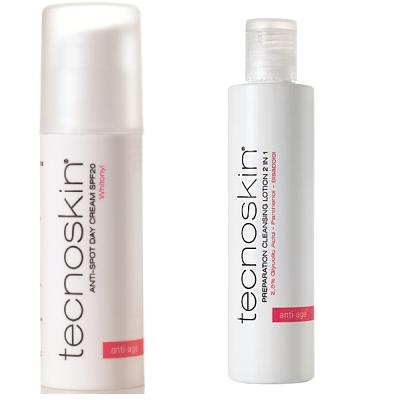 tecnoskin®
ANTI-SPOT DAY CREAM SPF20
Whitonyl
anti-age
tecnoskin®
PREPARATION CLEANSING LOTION 2 IN 1
2,5% Glycolic Acid - Panthenol - Bisabolol
anti-age